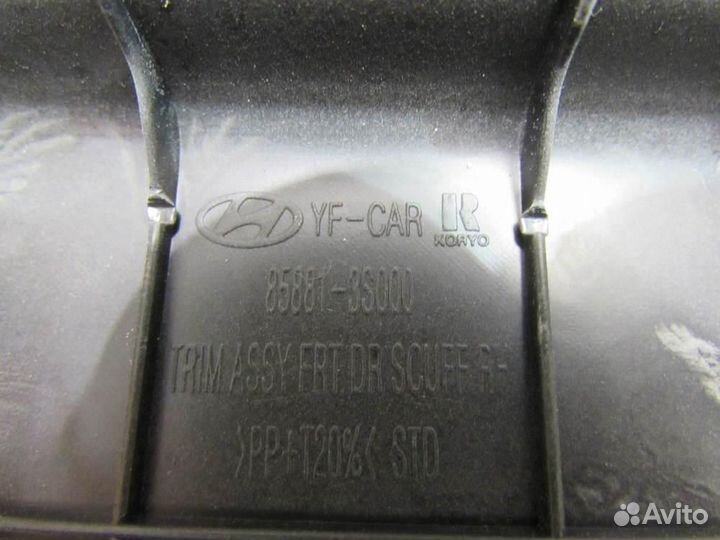 YF-CAR KORYO
85881-3S000
TRIM ASSY FRT DR SCUFF RH
>PP+T20%< STD
Avito